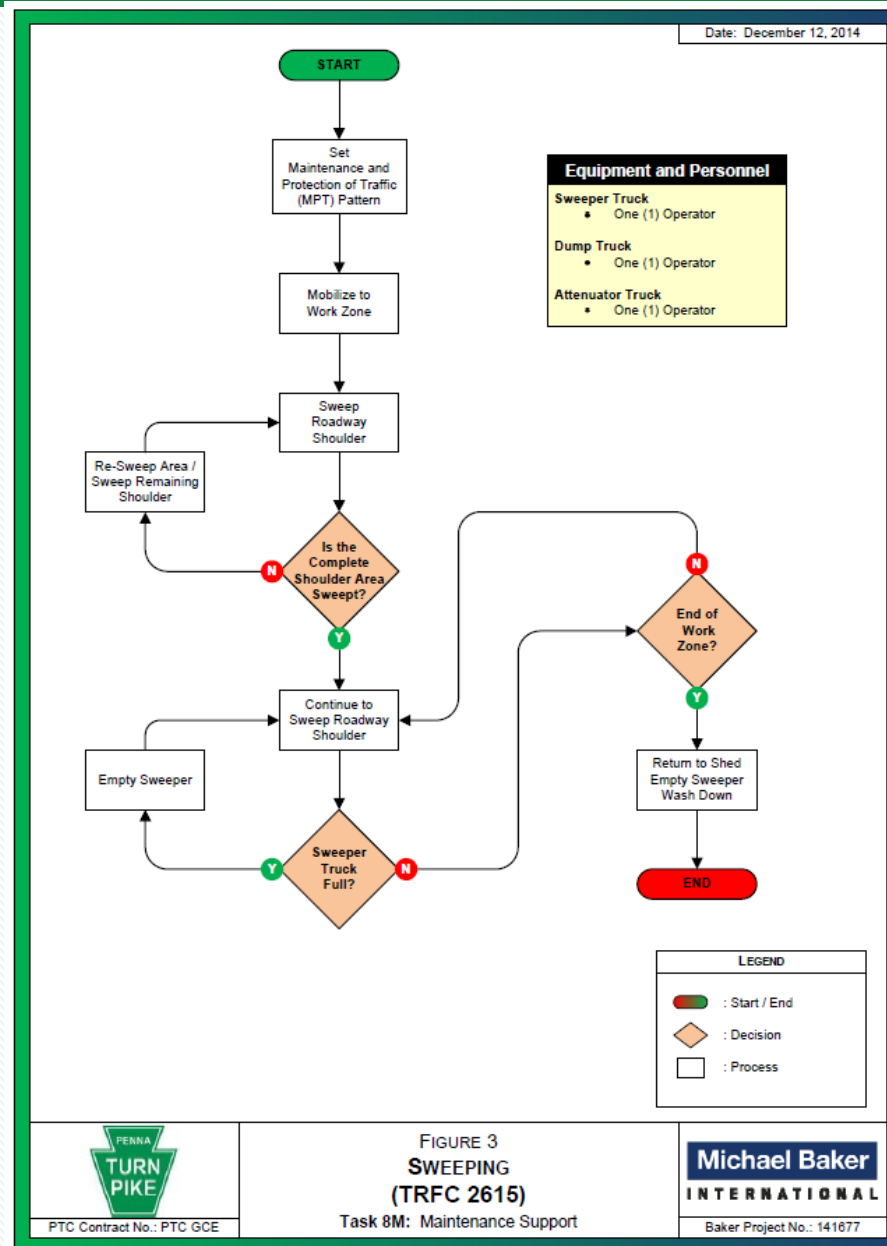 Date: December 12, 2014
START
Set
Maintenance and
Protection of Traffic
(MPT) Pattern
Equipment and Personnel
Sweeper Truck
• One (1) Operator
Dump Truck
• One (1) Operator
Attenuator Truck
• One (1) Operator
Mobilize to
Work Zone
Sweep
Roadway
Shoulder
Re-Sweep Area /
Sweep Remaining
Shoulder
Is the
Complete
Shoulder Area
Swept?
N
Y
N
End of
Work
Zone?
Y
Continue to
Sweep Roadway
Shoulder
Empty Sweeper
Return to Shed
Empty Sweeper
Wash Down
Sweeper
Truck
Full?
Y
N
END
LEGEND
: Start / End
: Decision
: Process
PENNA
TURN
PIKE
PTC Contract No.: PTC GCE
FIGURE 3
SWEEPING
(TRFC 2615)
Task 8M: Maintenance Support
Michael Baker
INTERNATIONAL
Baker Project No.: 141677